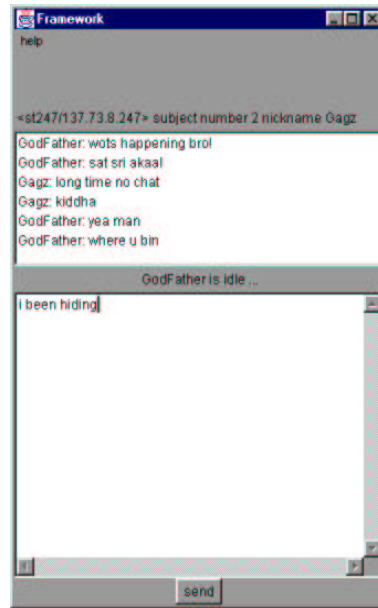 Framework
help
<st247/137.73.8.247> subject number 2 nickname Gagz
GodFather: wots happening bro!
GodFather: sat sri akaal
Gagz: long time no chat
Gagz: kiddha
GodFather: yea man
GodFather: where u bin
GodFather is idle ...
i been hiding
send